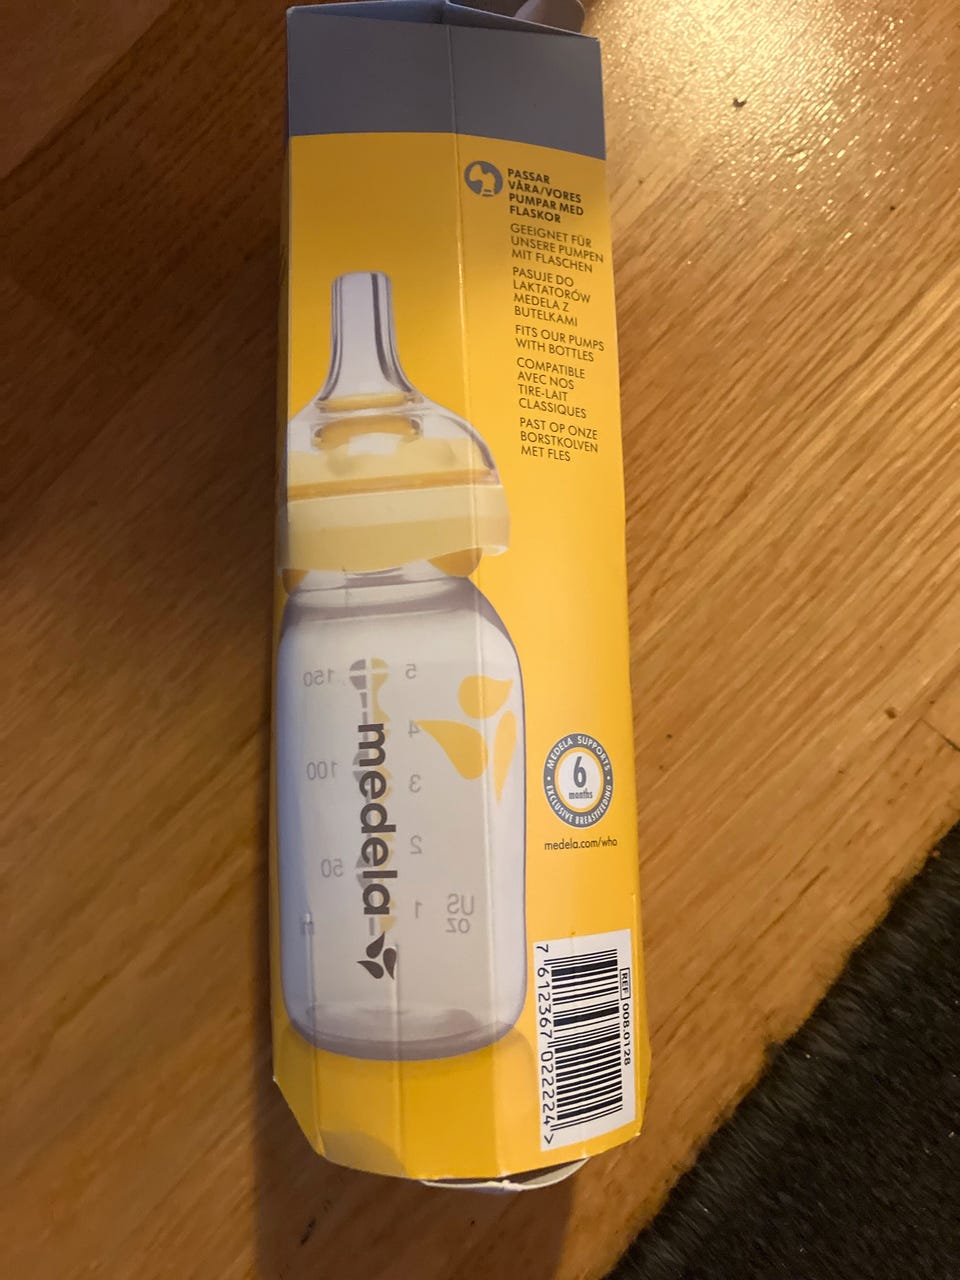 PASSAR
VÅRA/VORES
PUMPAR MED
FLASKOR
GEEIGNET FÜR
UNSERE PUMPEN
MIT FLASCHEN
PASUJE DO
LAKTATORÓW
MEDELA Z
BUTELKAMI
FITS OUR PUMPS
WITH BOTTLES
COMPATIBLE
AVEC NOS
TIRE-LAIT
CLASSIQUES
PAST OP ONZE
BORSTKOLVEN
MET FLES
150
5
4
100
3
2
50
1
US
OZ
ml
medela
MEDELA SUPPORTS
6
months
EXCLUSIVE BREASTFEEDING
medela.com/who
REF 008.0128
7 612367 022224 >